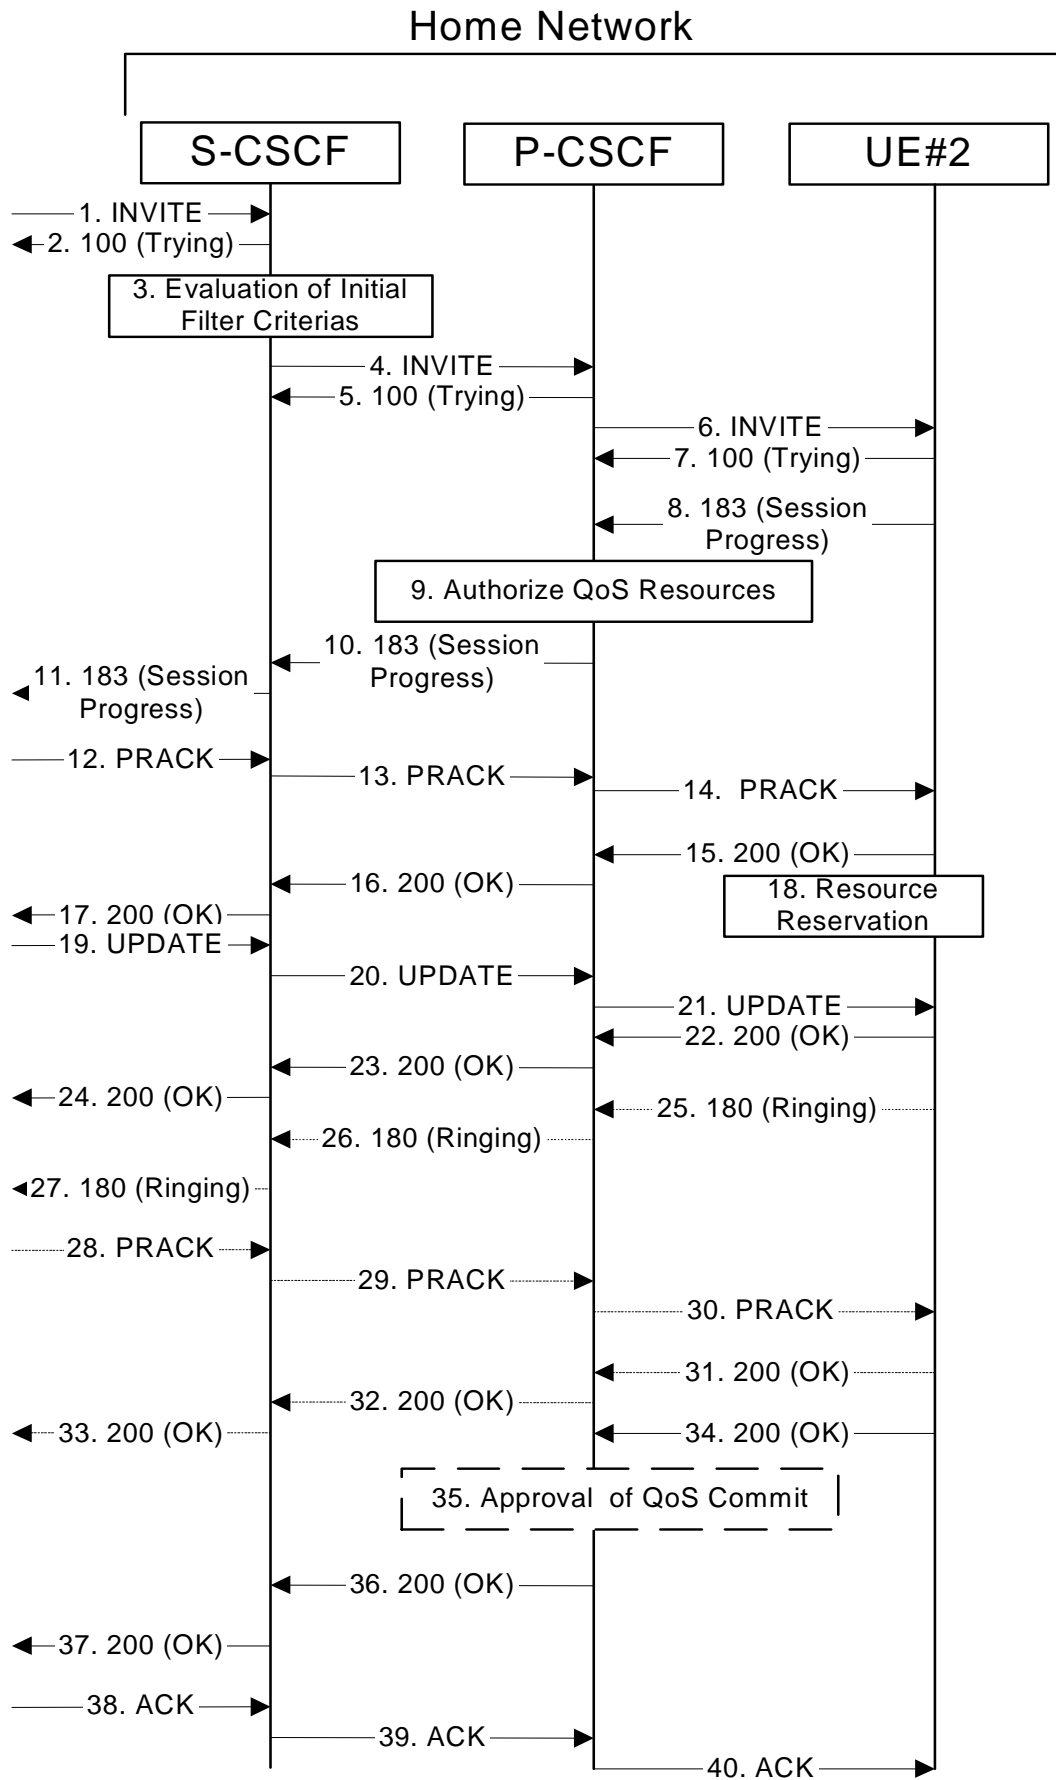 Home Network
S-CSCF
P-CSCF
UE#2
1. INVITE
2. 100 (Trying)
3. Evaluation of Initial
Filter Criterias
4. INVITE
5. 100 (Trying)
6. INVITE
7. 100 (Trying)
8. 183 (Session
Progress)
9. Authorize QoS Resources
10. 183 (Session
Progress)
11. 183 (Session
Progress)
12. PRACK
13. PRACK
14. PRACK
15. 200 (OK)
16. 200 (OK)
17. 200 (OK)
18. Resource
Reservation
19. UPDATE
20. UPDATE
21. UPDATE
22. 200 (OK)
23. 200 (OK)
24. 200 (OK)
25. 180 (Ringing)
26. 180 (Ringing)
27. 180 (Ringing)
28. PRACK
29. PRACK
30. PRACK
31. 200 (OK)
32. 200 (OK)
33. 200 (OK)
34. 200 (OK)
35. Approval of QoS Commit
36. 200 (OK)
37. 200 (OK)
38. ACK
39. ACK
40. ACK